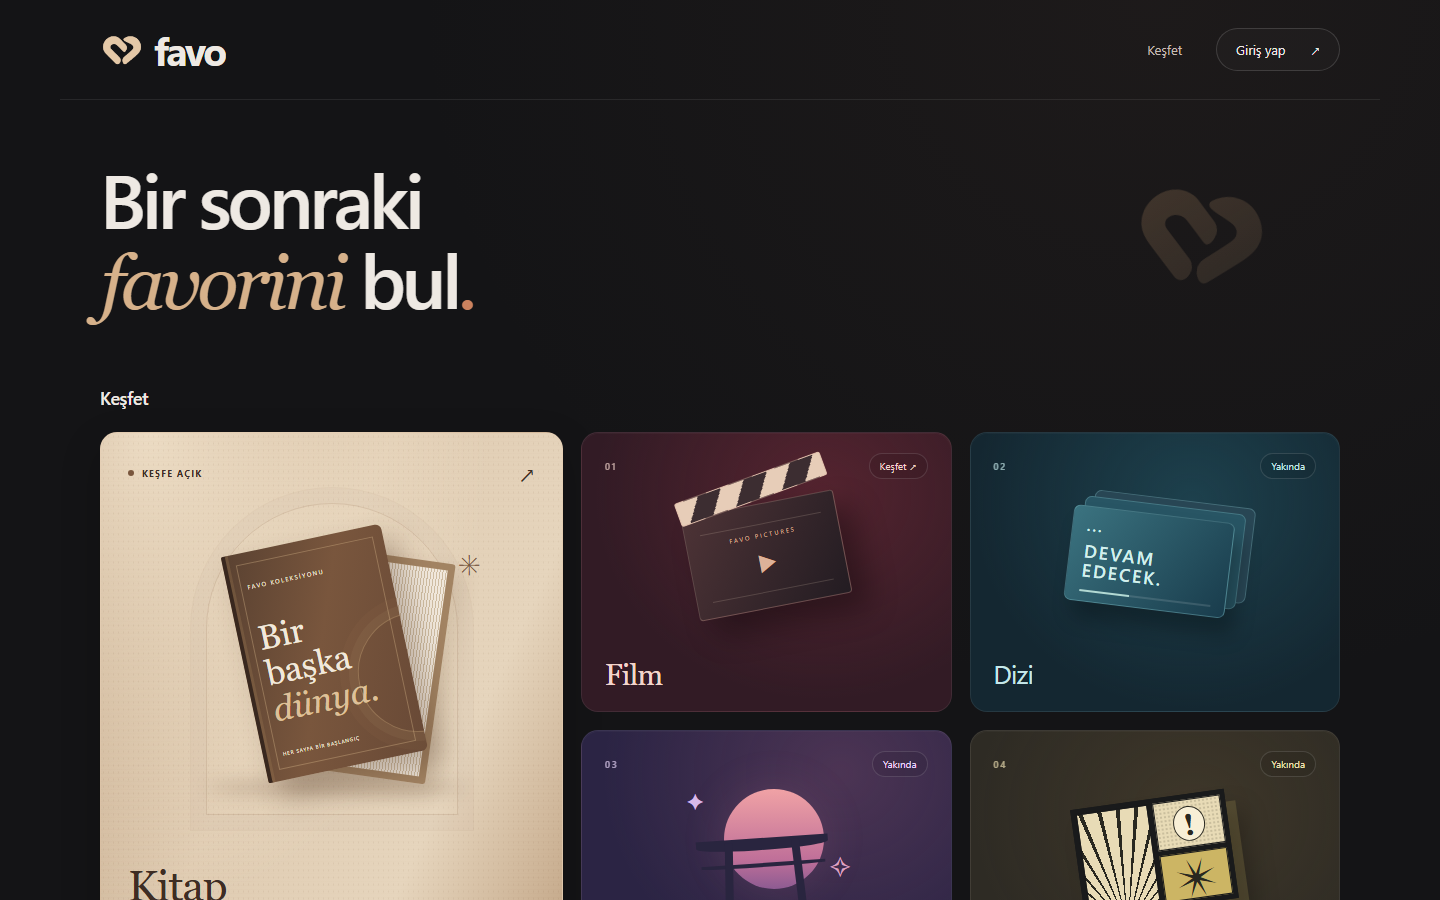 favo
Keşfet
Giriş yap ↗
Bir sonraki
favorini bul.
Keşfet
KEŞFE AÇIK ↗
FAVO KOLEKSİYONU
Bir
başka
dünya.
HER SAYFA BİR BAŞLANGIÇ
Kitap
01
Keşfet ↗
FAVO PICTURES
Film
02
Yakında
...
DEVAM
EDECEK.
Dizi
03
Yakında
04
Yakında
!